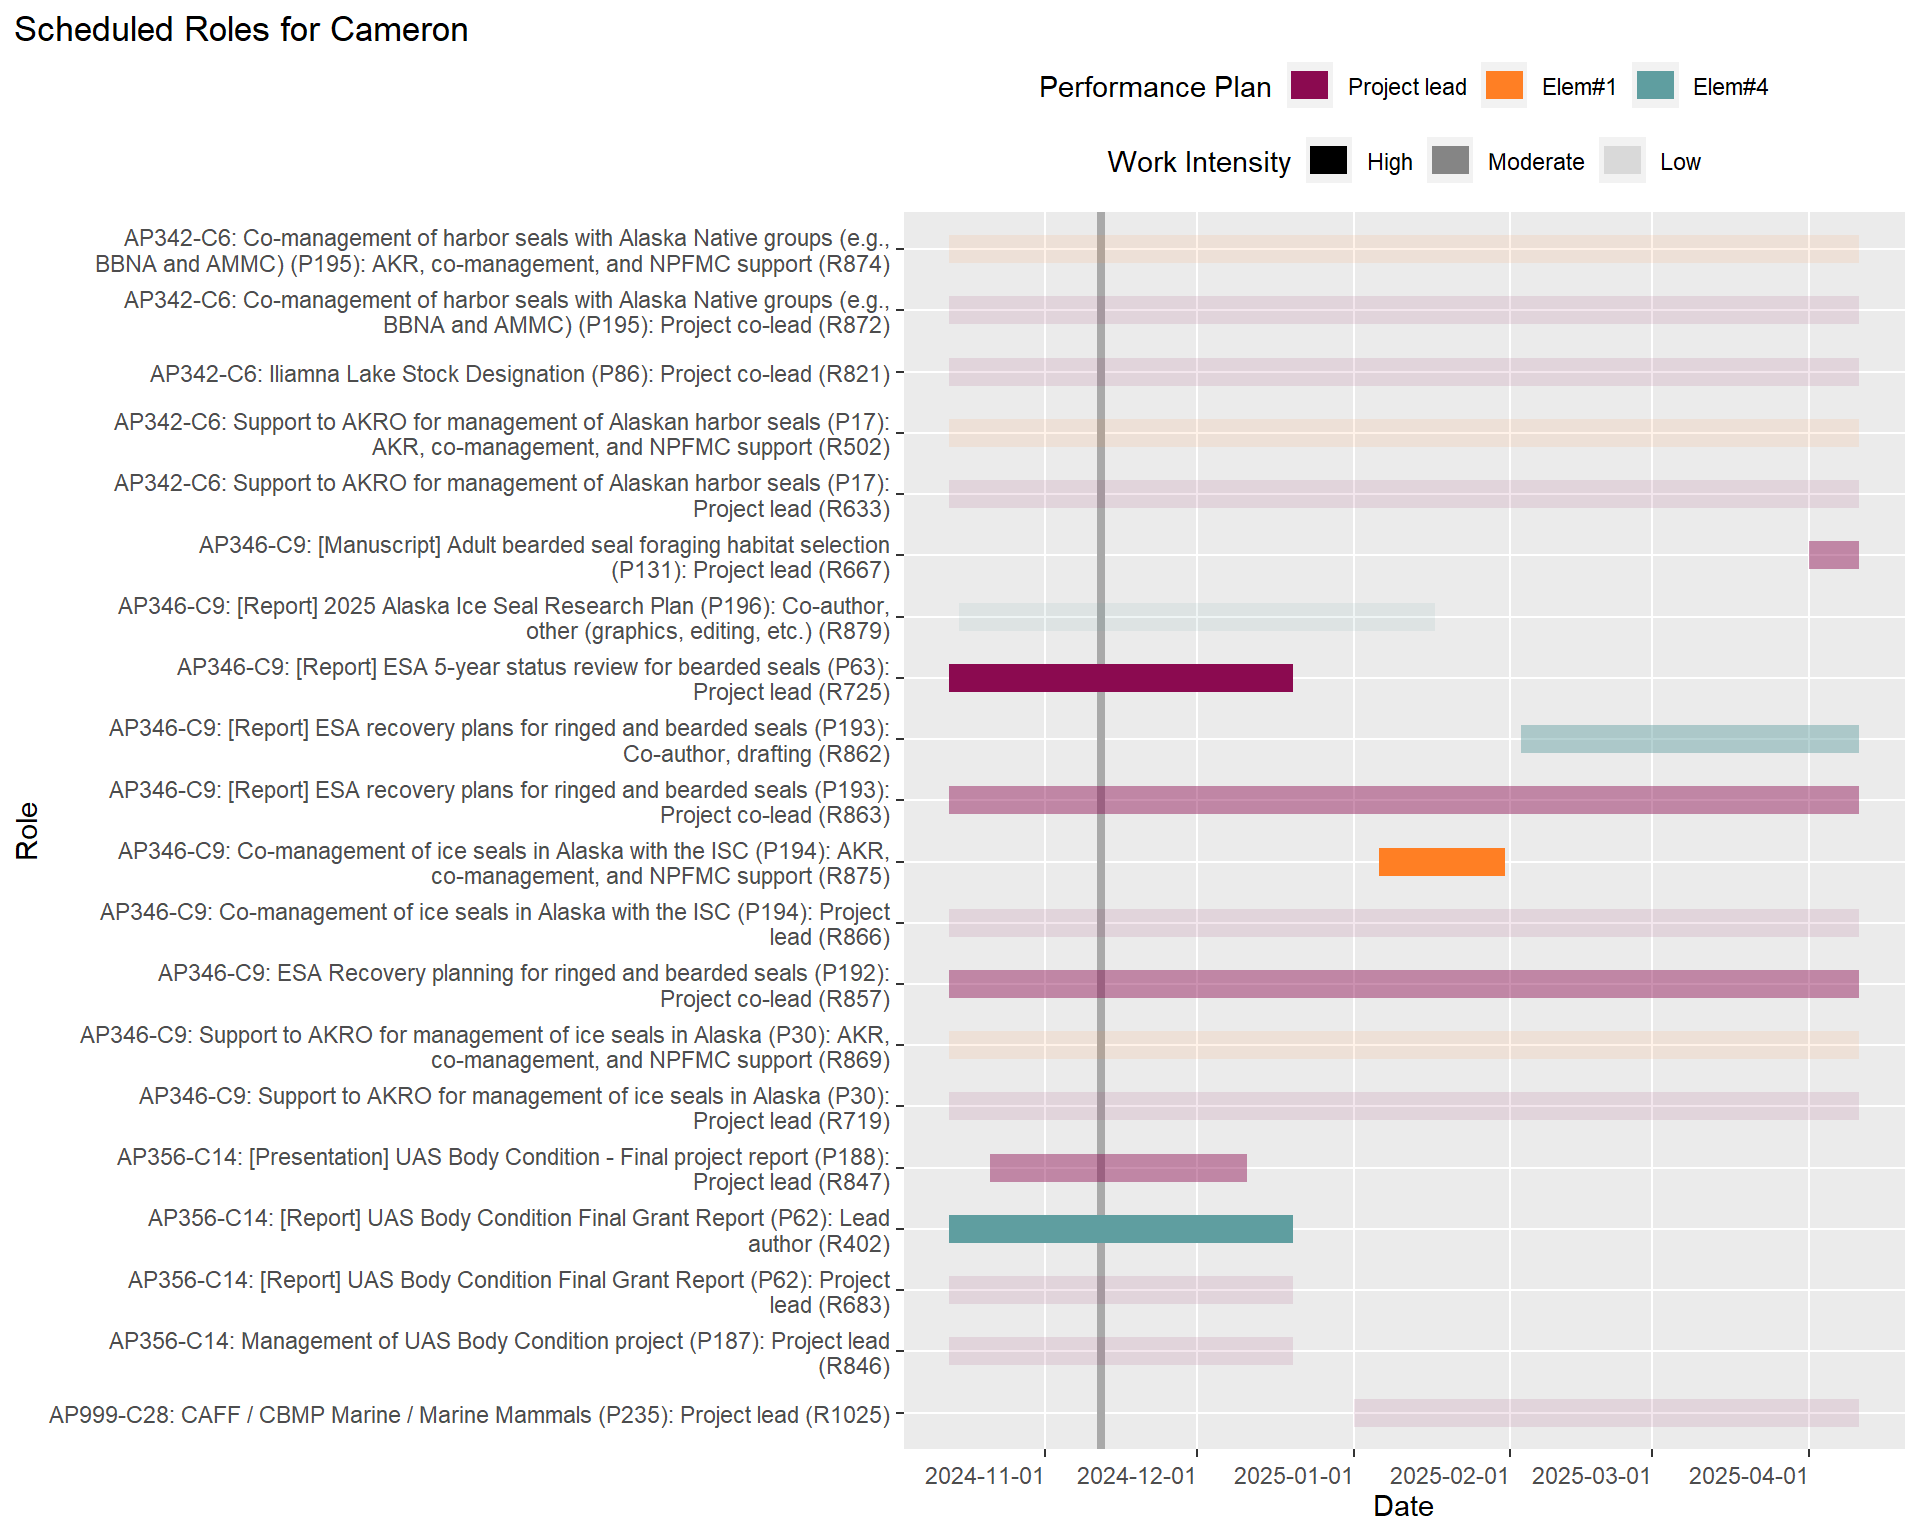 Scheduled Roles for Cameron
Performance Plan Project lead Elem#1 Elem#4
Work Intensity High Moderate Low
AP342-C6: Co-management of harbor seals with Alaska Native groups (e.g.,
BBNA and AMMC) (P195): AKR, co-management, and NPFMC support (R874)
AP342-C6: Co-management of harbor seals with Alaska Native groups (e.g.,
BBNA and AMMC) (P195): Project co-lead (R872)
AP342-C6: Iliamna Lake Stock Designation (P86): Project co-lead (R821)
AP342-C6: Support to AKRO for management of Alaskan harbor seals (P17):
AKR, co-management, and NPFMC support (R502)
AP342-C6: Support to AKRO for management of Alaskan harbor seals (P17):
Project lead (R633)
AP346-C9: [Manuscript] Adult bearded seal foraging habitat selection
(P131): Project lead (R667)
AP346-C9: [Report] 2025 Alaska Ice Seal Research Plan (P196): Co-author,
other (graphics, editing, etc.) (R879)
AP346-C9: [Report] ESA 5-year status review for bearded seals (P63):
Project lead (R725)
AP346-C9: [Report] ESA recovery plans for ringed and bearded seals (P193):
Co-author, drafting (R862)
AP346-C9: [Report] ESA recovery plans for ringed and bearded seals (P193):
Project co-lead (R863)
AP346-C9: Co-management of ice seals in Alaska with the ISC (P194): AKR,
co-management, and NPFMC support (R875)
AP346-C9: Co-management of ice seals in Alaska with the ISC (P194): Project
lead (R866)
AP346-C9: ESA Recovery planning for ringed and bearded seals (P192):
Project co-lead (R857)
AP346-C9: Support to AKRO for management of ice seals in Alaska (P30): AKR,
co-management, and NPFMC support (R869)
AP346-C9: Support to AKRO for management of ice seals in Alaska (P30):
Project lead (R719)
AP356-C14: [Presentation] UAS Body Condition - Final project report (P188):
Project lead (R847)
AP356-C14: [Report] UAS Body Condition Final Grant Report (P62): Lead
author (R402)
AP356-C14: [Report] UAS Body Condition Final Grant Report (P62): Project
lead (R683)
AP356-C14: Management of UAS Body Condition project (P187): Project lead
(R846)
AP999-C28: CAFF / CBMP Marine / Marine Mammals (P235): Project lead (R1025)
Role
2024-11-01 2024-12-01 2025-01-01 2025-02-01 2025-03-01 2025-04-01
Date